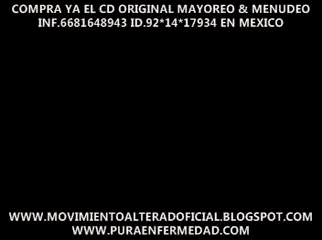 COMPRA YA EL CD ORIGINAL MAYOREO & MENUDEO
INF.6681648943 ID.92*14*17934 EN MEXICO
WWW.MOVIMIENTOALTERADOFICIAL.BLOGSPOT.COM
WWW.PURAENFERMEDAD.COM